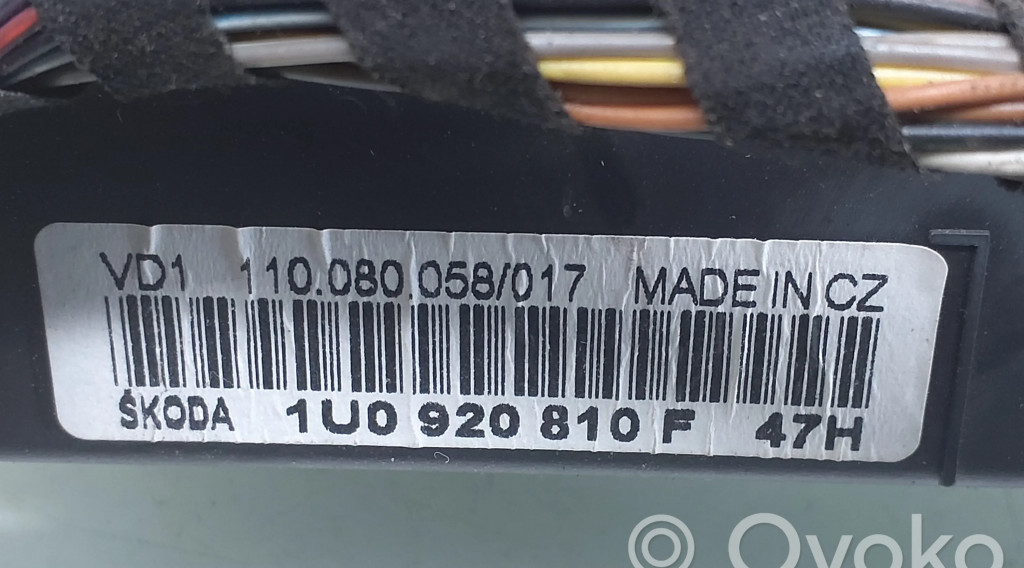 VD1 110.080.058/017 MADE IN CZ
ŠKODA 1U0 920 810 F 47H
© Ovoko